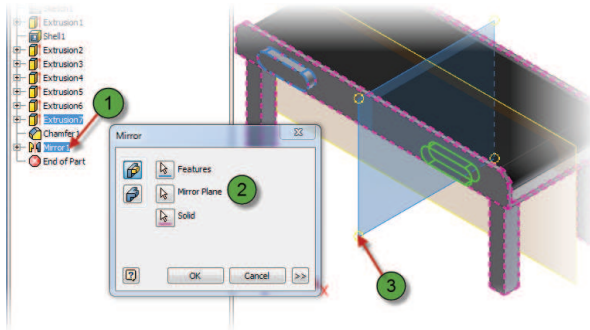 Extrusion1
Shell1
Extrusion2
Extrusion3
Extrusion4
Extrusion5
Extrusion6
Extrusion7
Chamfer1
Mirror1
End of Part
1
Mirror
Features
Mirror Plane
2
Solid
?
OK
Cancel
>>
X
3